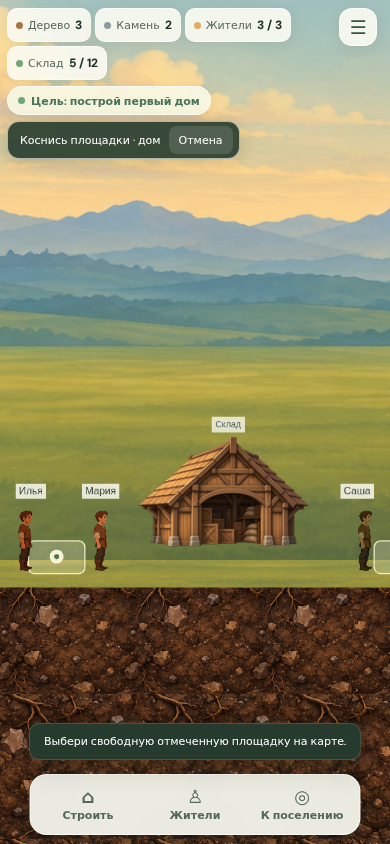 Дерево 3
Камень 2
Жители 3 / 3
Склад 5 / 12
Цель: построй первый дом
Коснись площадки · дом
Отмена
Склад
Илья
Мария
Саша
Выбери свободную отмеченную площадку на карте.
Строить
Жители
К поселению